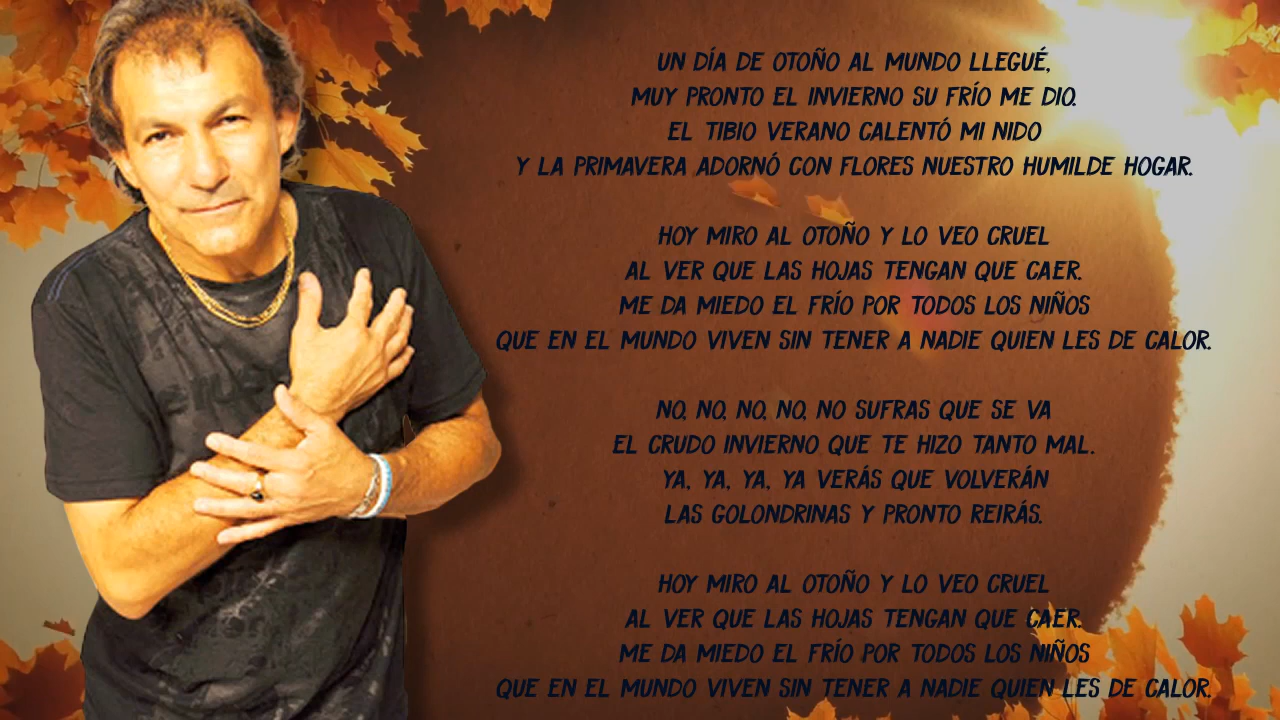 UN DÍA DE OTOÑO AL MUNDO LLEGUÉ,
MUY PRONTO EL INVIERNO SU FRÍO ME DIO.
EL TIBIO VERANO CALENTÓ MI NIDO
Y LA PRIMAVERA ADORNÓ CON FLORES NUESTRO HUMILDE HOGAR.
HOY MIRO AL OTOÑO Y LO VEO CRUEL
AL VER QUE LAS HOJAS TENGAN QUE CAER.
ME DA MIEDO EL FRÍO POR TODOS LOS NIÑOS
QUE EN EL MUNDO VIVEN SIN TENER A NADIE QUIEN LES DE CALOR.
NO, NO, NO, NO, NO SUFRAS QUE SE VA
EL CRUDO INVIERNO QUE TE HIZO TANTO MAL.
YA, YA, YA, YA VERÁS QUE VOLVERÁN
LAS GOLONDRINAS Y PRONTO REIRÁS.
HOY MIRO AL OTOÑO Y LO VEO CRUEL
AL VER QUE LAS HOJAS TENGAN QUE CAER.
ME DA MIEDO EL FRÍO POR TODOS LOS NIÑOS
QUE EN EL MUNDO VIVEN SIN TENER A NADIE QUIEN LES DE CALOR.